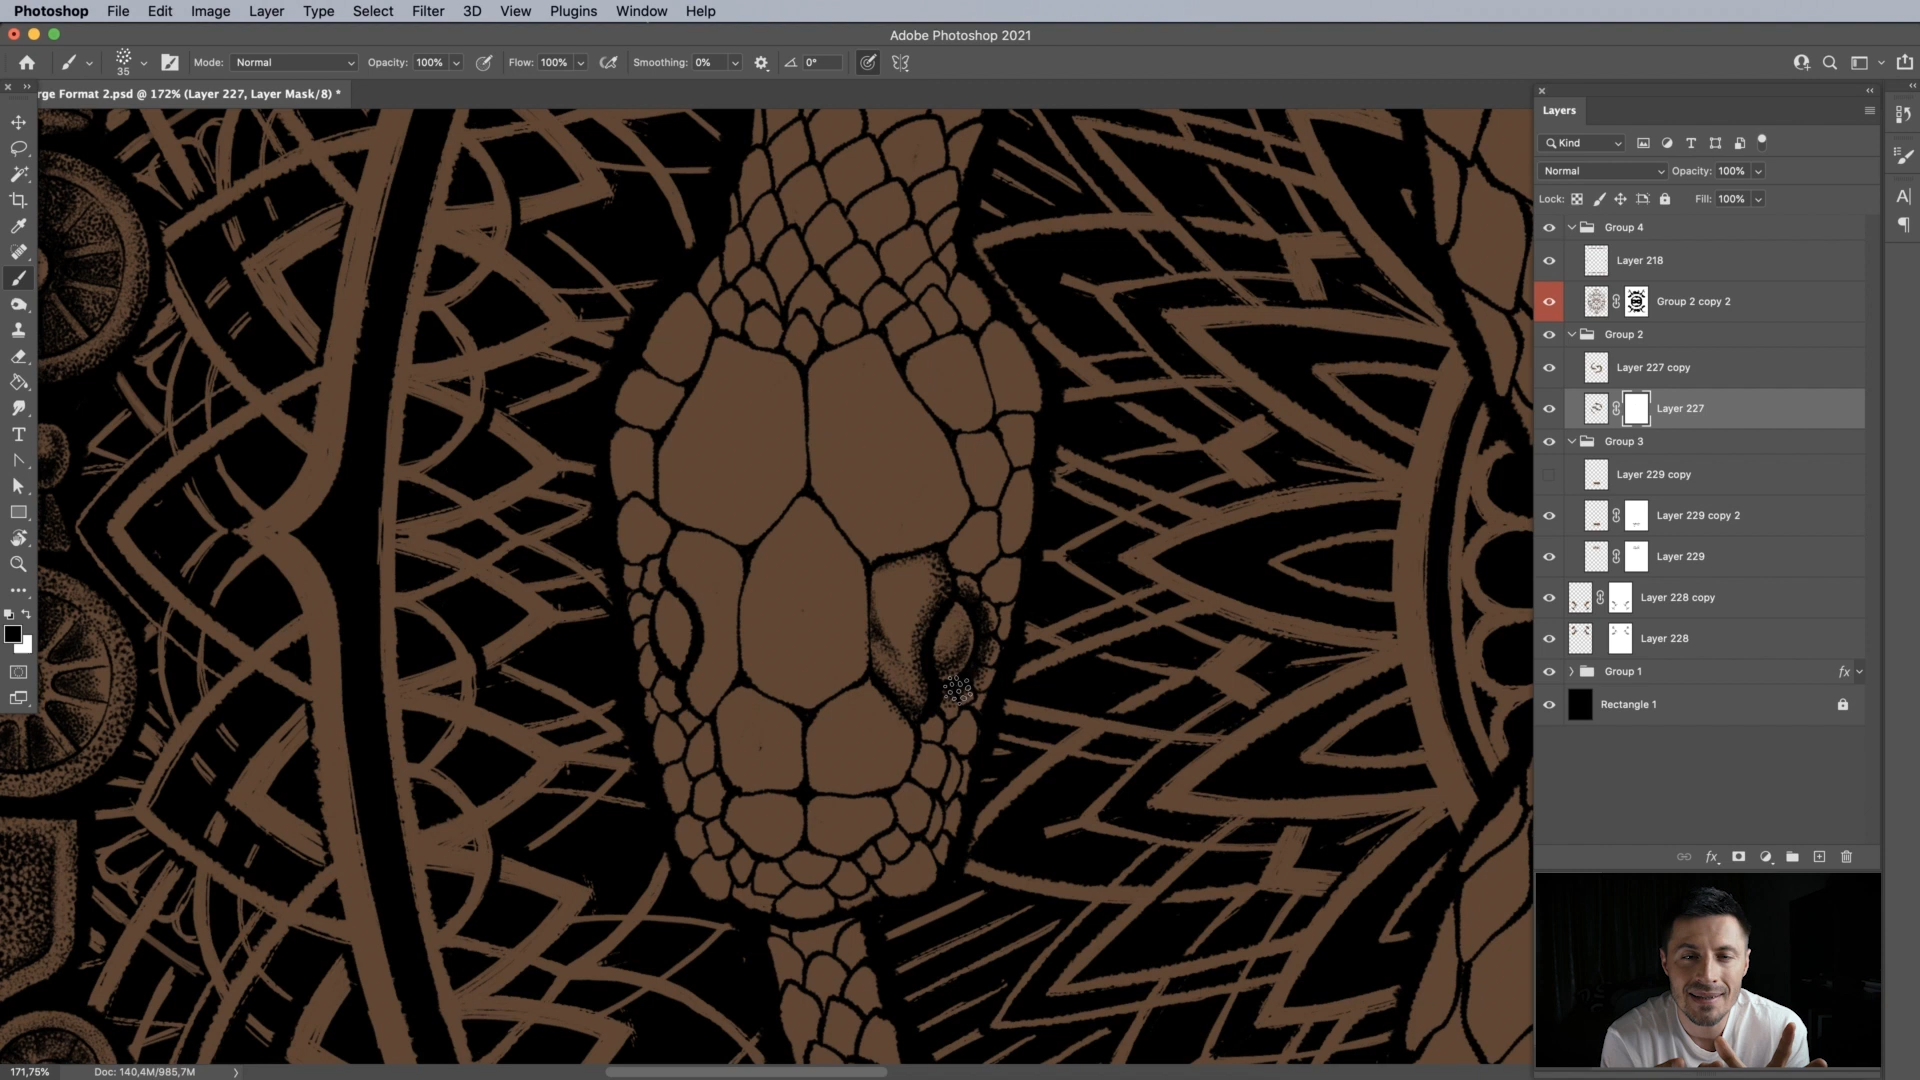 Photoshop File Edit Image Layer Type Select Filter 3D View Plugins Window Help
Adobe Photoshop 2021
35 Mode: Normal Opacity: 100% Flow: 100% Smoothing: 0% 0°
rge Format 2.psd @ 172% (Layer 227, Layer Mask/8) *
Layers
Kind
Normal Opacity: 100%
Lock: Fill: 100%
Group 4
Layer 218
Group 2 copy 2
Group 2
Layer 227 copy
Layer 227
Group 3
Layer 229 copy
Layer 229 copy 2
Layer 229
Layer 228 copy
Layer 228
Group 1 fx
Rectangle 1
fx
171,75% Doc: 140,4M/985,7M